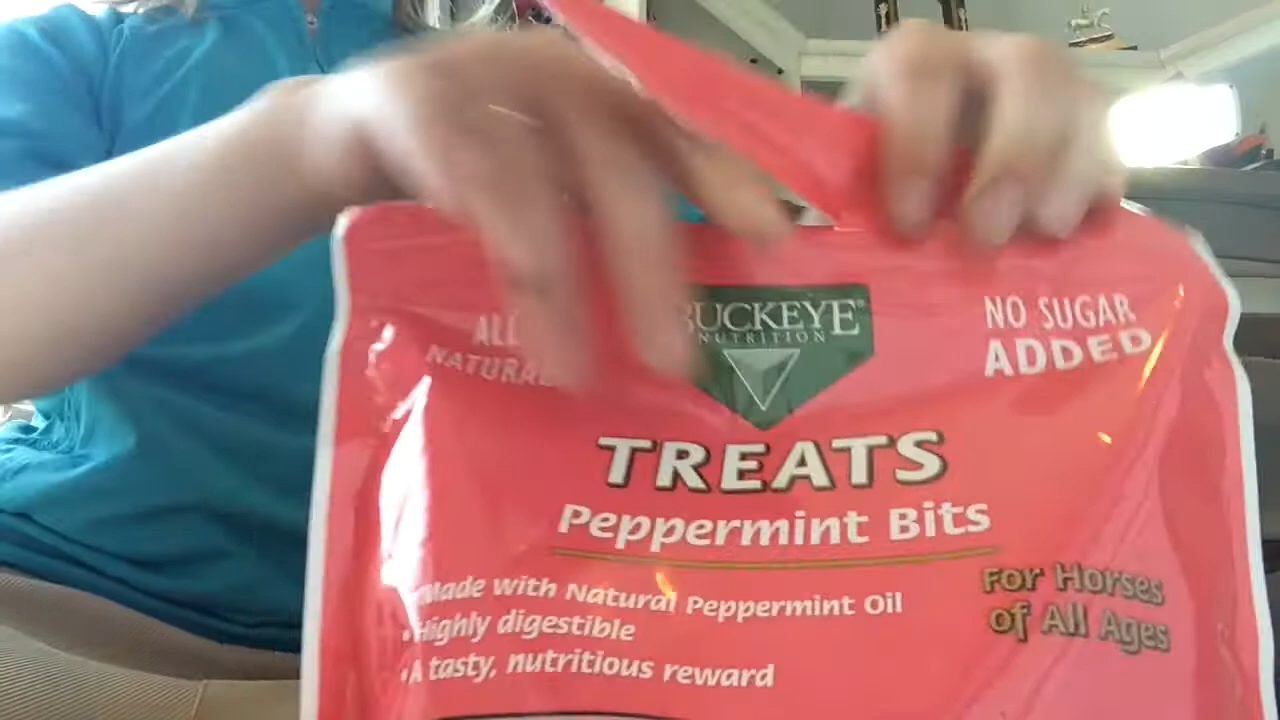 ALL
NATURAL
BUCKEYE®
NUTRITION
NO SUGAR
ADDED
TREATS
Peppermint Bits
Made with Natural Peppermint Oil
• Highly digestible
• A tasty, nutritious reward
For Horses
of All Ages